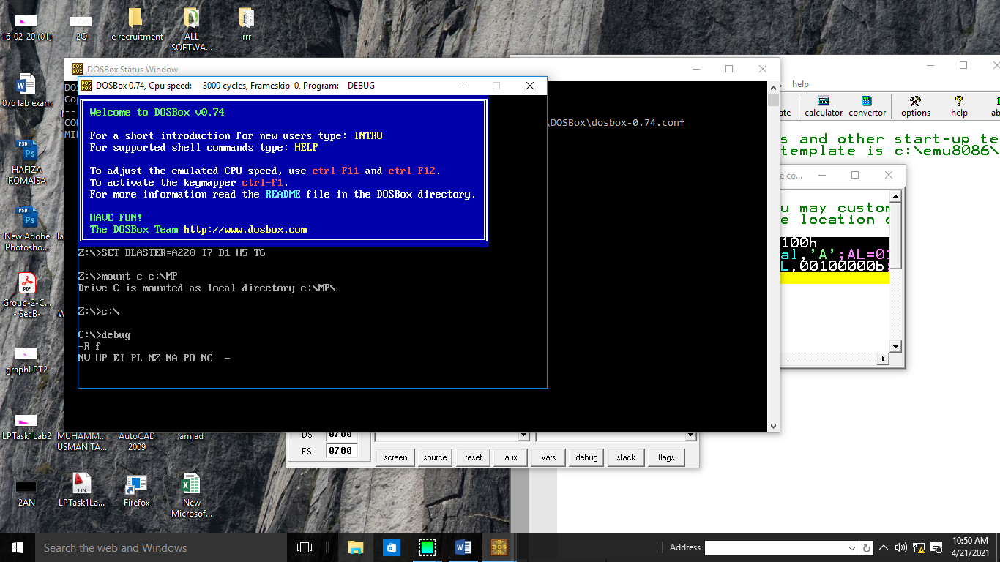 16-02-20 (01)
2Q
e recruitment
ALL
SOFTWA...
rrr
076 lab exam
PSD
Ps
HAFIZA
ROMAISA
PSD
Ps
New Adobe
Photosho...
PDF
Group-2-C...
- SecB-
graphLPT2
LPTask1Lab2
MUHAMM...
USMAN TA...
AutoCAD
2009
amjad
2AN
LIN
LPTask1La...
Firefox
New
Microsof...
DOSBox Status Window
\DOSBox\dosbox-0.74.conf
DOSBox 0.74, Cpu speed: 3000 cycles, Frameskip 0, Program: DEBUG
Welcome to DOSBox v0.74
For a short introduction for new users type: INTRO
For supported shell commands type: HELP
To adjust the emulated CPU speed, use ctrl-F11 and ctrl-F12.
To activate the keymapper ctrl-F1.
For more information read the README file in the DOSBox directory.
HAVE FUN!
The DOSBox Team http://www.dosbox.com
Z:\>SET BLASTER=A220 I7 D1 H5 T6
Z:\>mount c c:\MP
Drive C is mounted as local directory c:\MP\
Z:\>c:\
C:\>debug
-R f
NV UP EI PL NZ NA PO NC -
help
calculator convertor options help
s and other start-up te
template is c:\emu8086\
e co...
u may custom
e location o
100h
al,'A';AL=01
L,00100000b
DS 0700
ES 0700
screen source reset aux vars debug stack flags
Search the web and Windows
Address
10:50 AM
4/21/2021